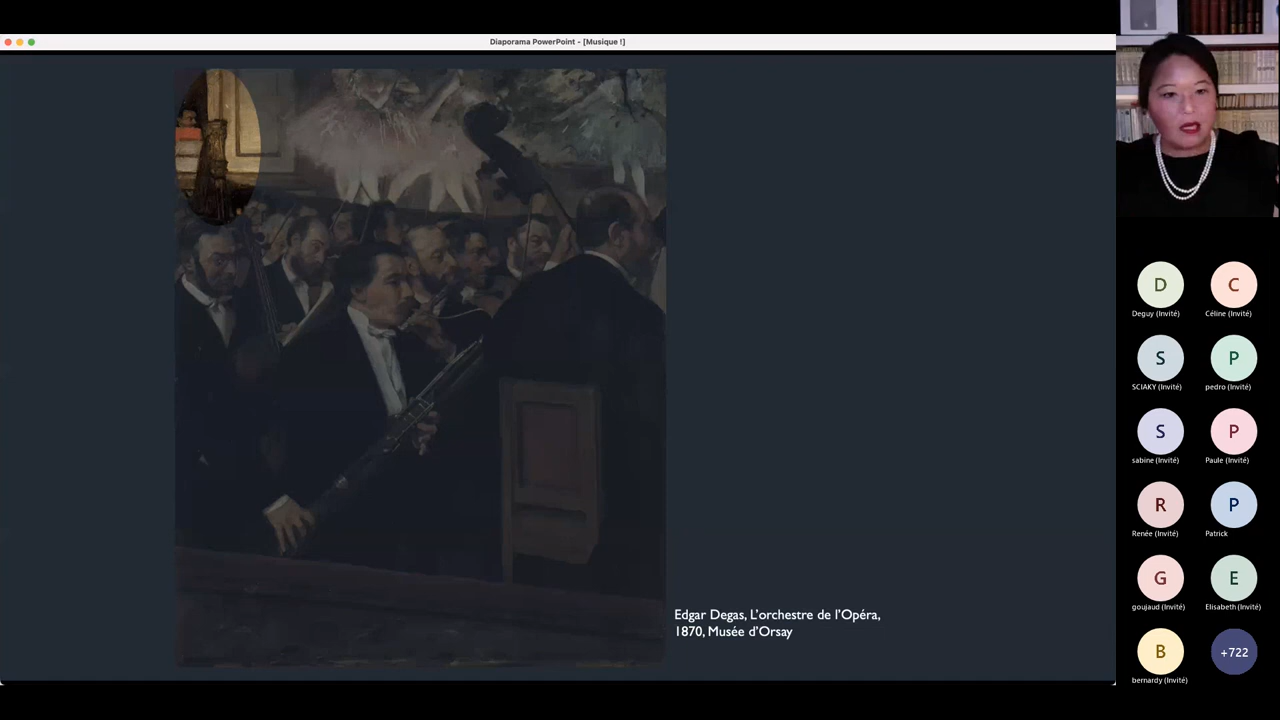 Diaporama PowerPoint - [Musique !]
Edgar Degas, L'orchestre de l'Opéra,
1870, Musée d'Orsay
D
C
Deguy (Invité)
Céline (Invité)
S
P
SCIAKY (Invité)
pedro (Invité)
S
P
sabine (Invité)
Paule (Invité)
R
P
Renée (Invité)
Patrick
G
E
goujaud (Invité)
Elisabeth (Invité)
B
+722
bernardy (Invité)